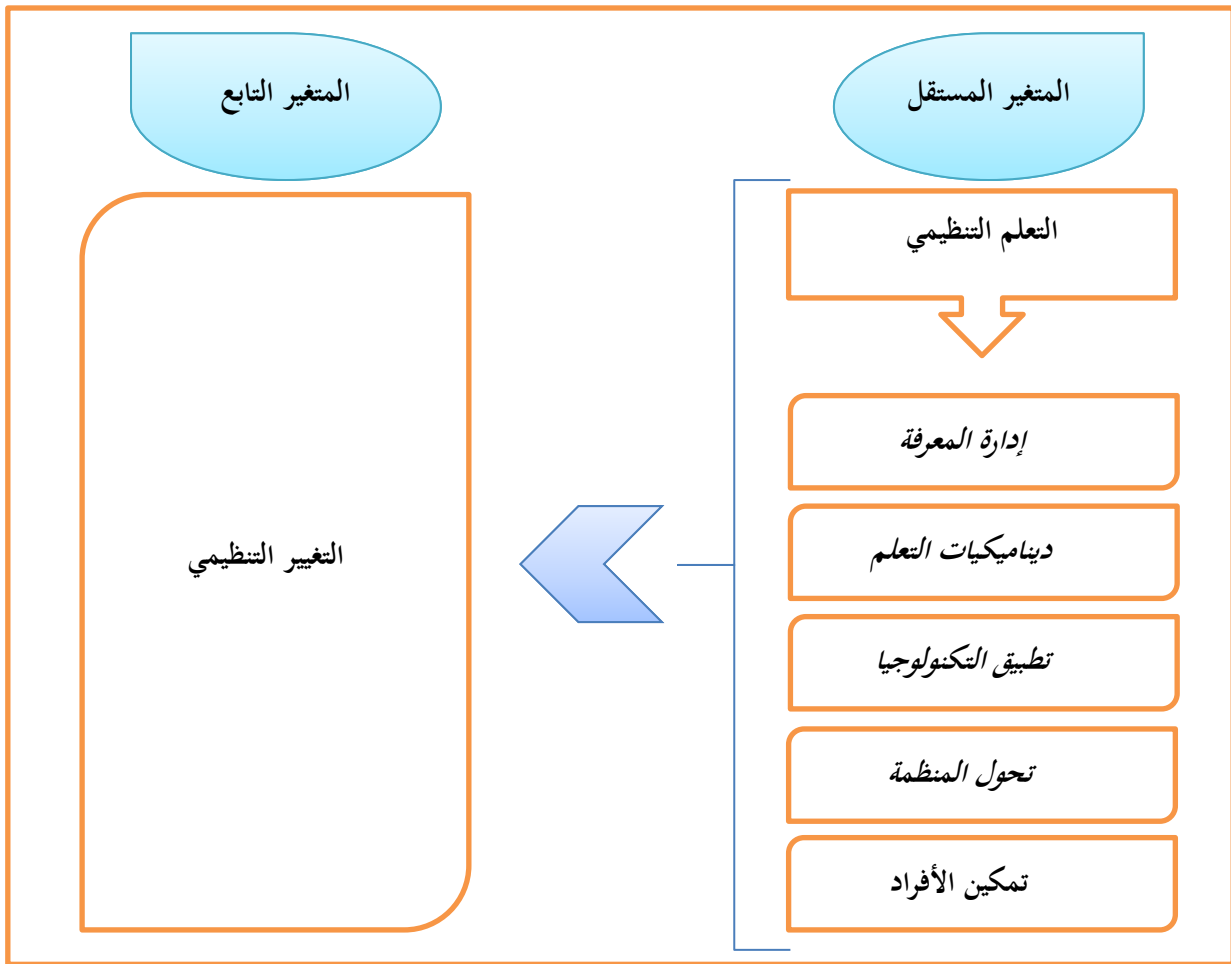 المتغير المستقل
المتغير التابع
التعلم التنظيمي
إدارة المعرفة
ديناميكيات التعلم
تطبيق التكنولوجيا
تحول المنظمة
تمكين الأفراد
التغيير التنظيمي